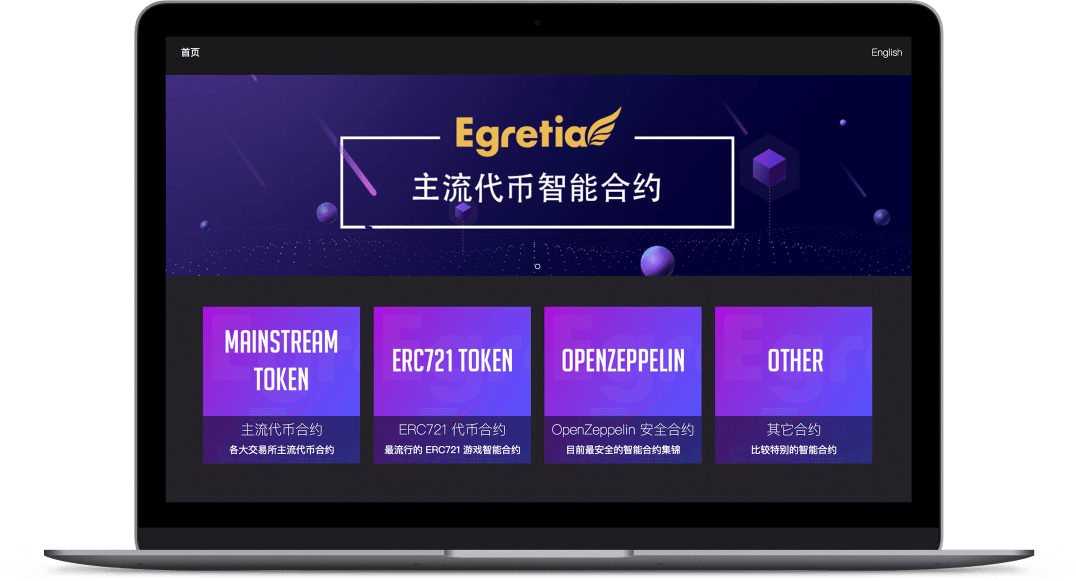 首页
English
Egretia
主流代币智能合约
MAINSTREAM
TOKEN
主流代币合约
各大交易所主流代币合约
ERC721 TOKEN
ERC721 代币合约
最流行的 ERC721 游戏智能合约
OPENZEPPELIN
OpenZeppelin 安全合约
目前最安全的智能合约集锦
OTHER
其它合约
比较特别的智能合约